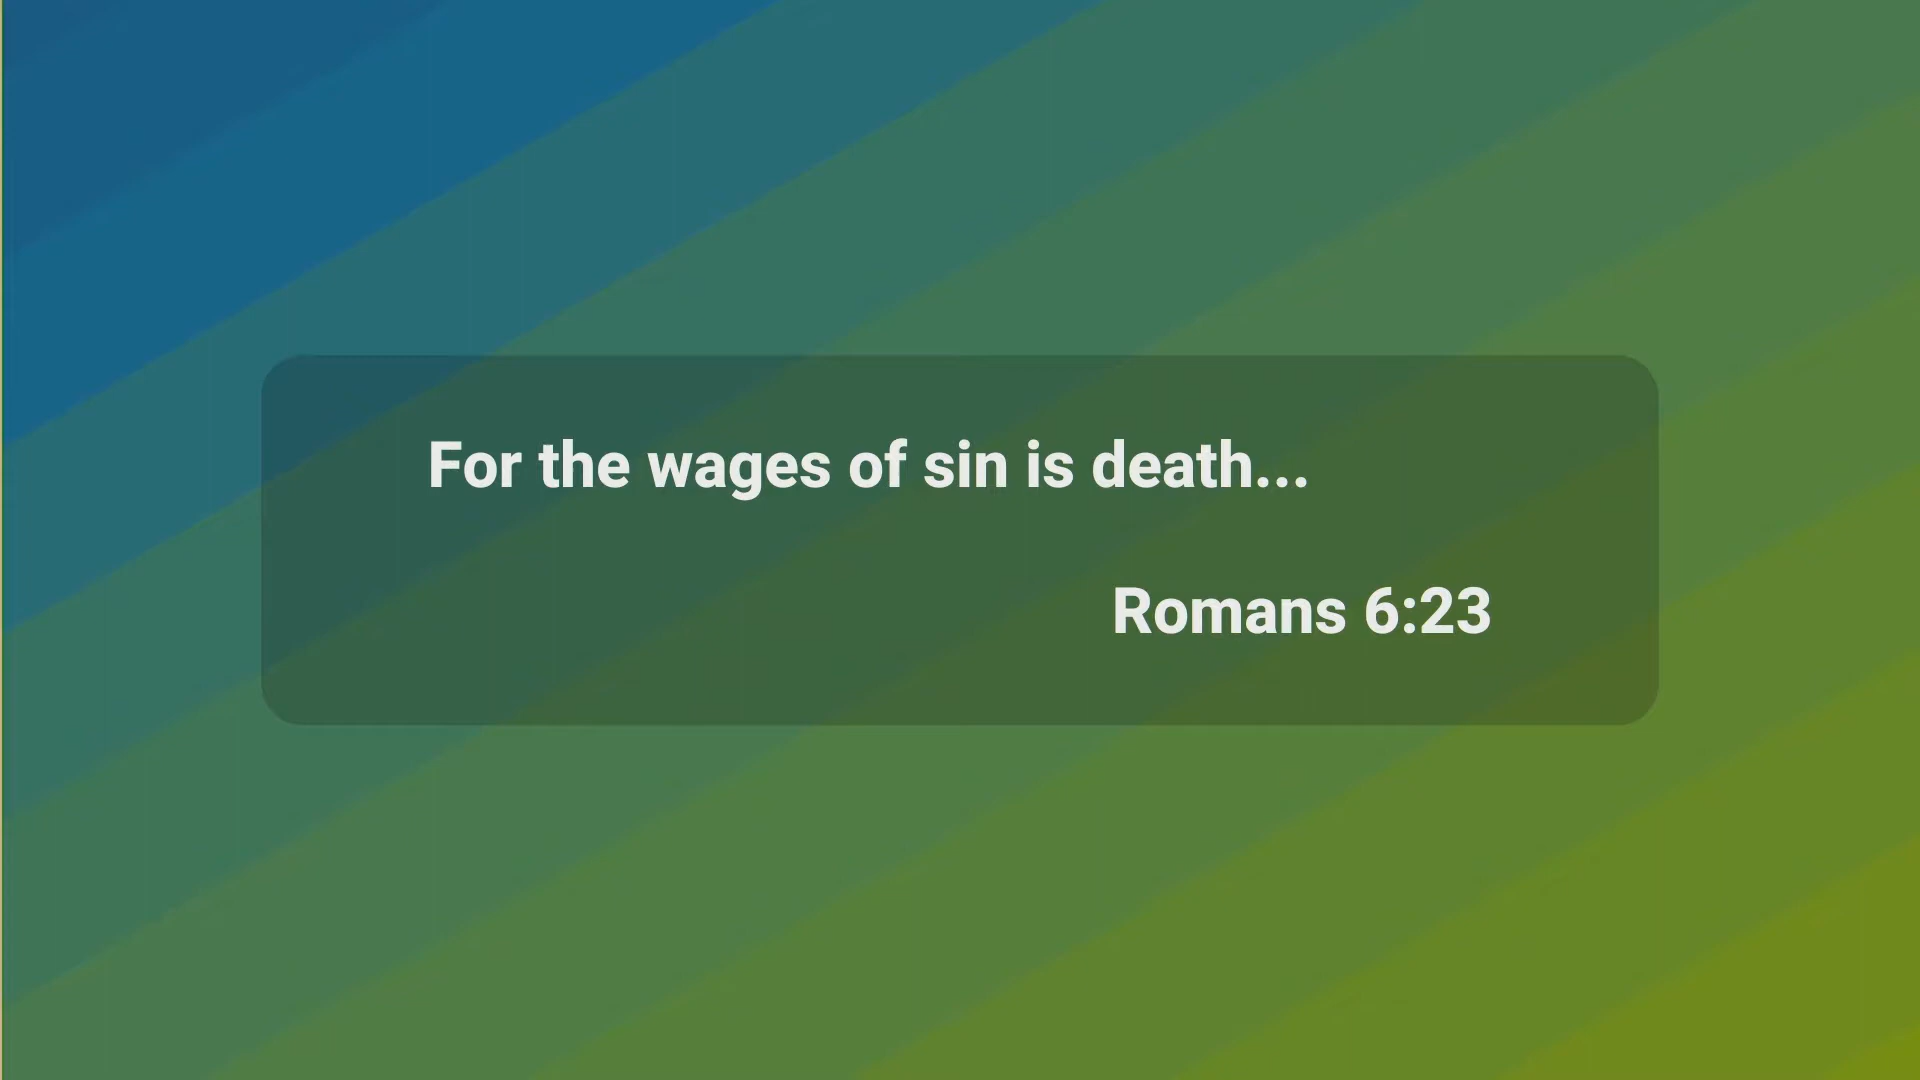 For the wages of sin is death...
Romans 6:23